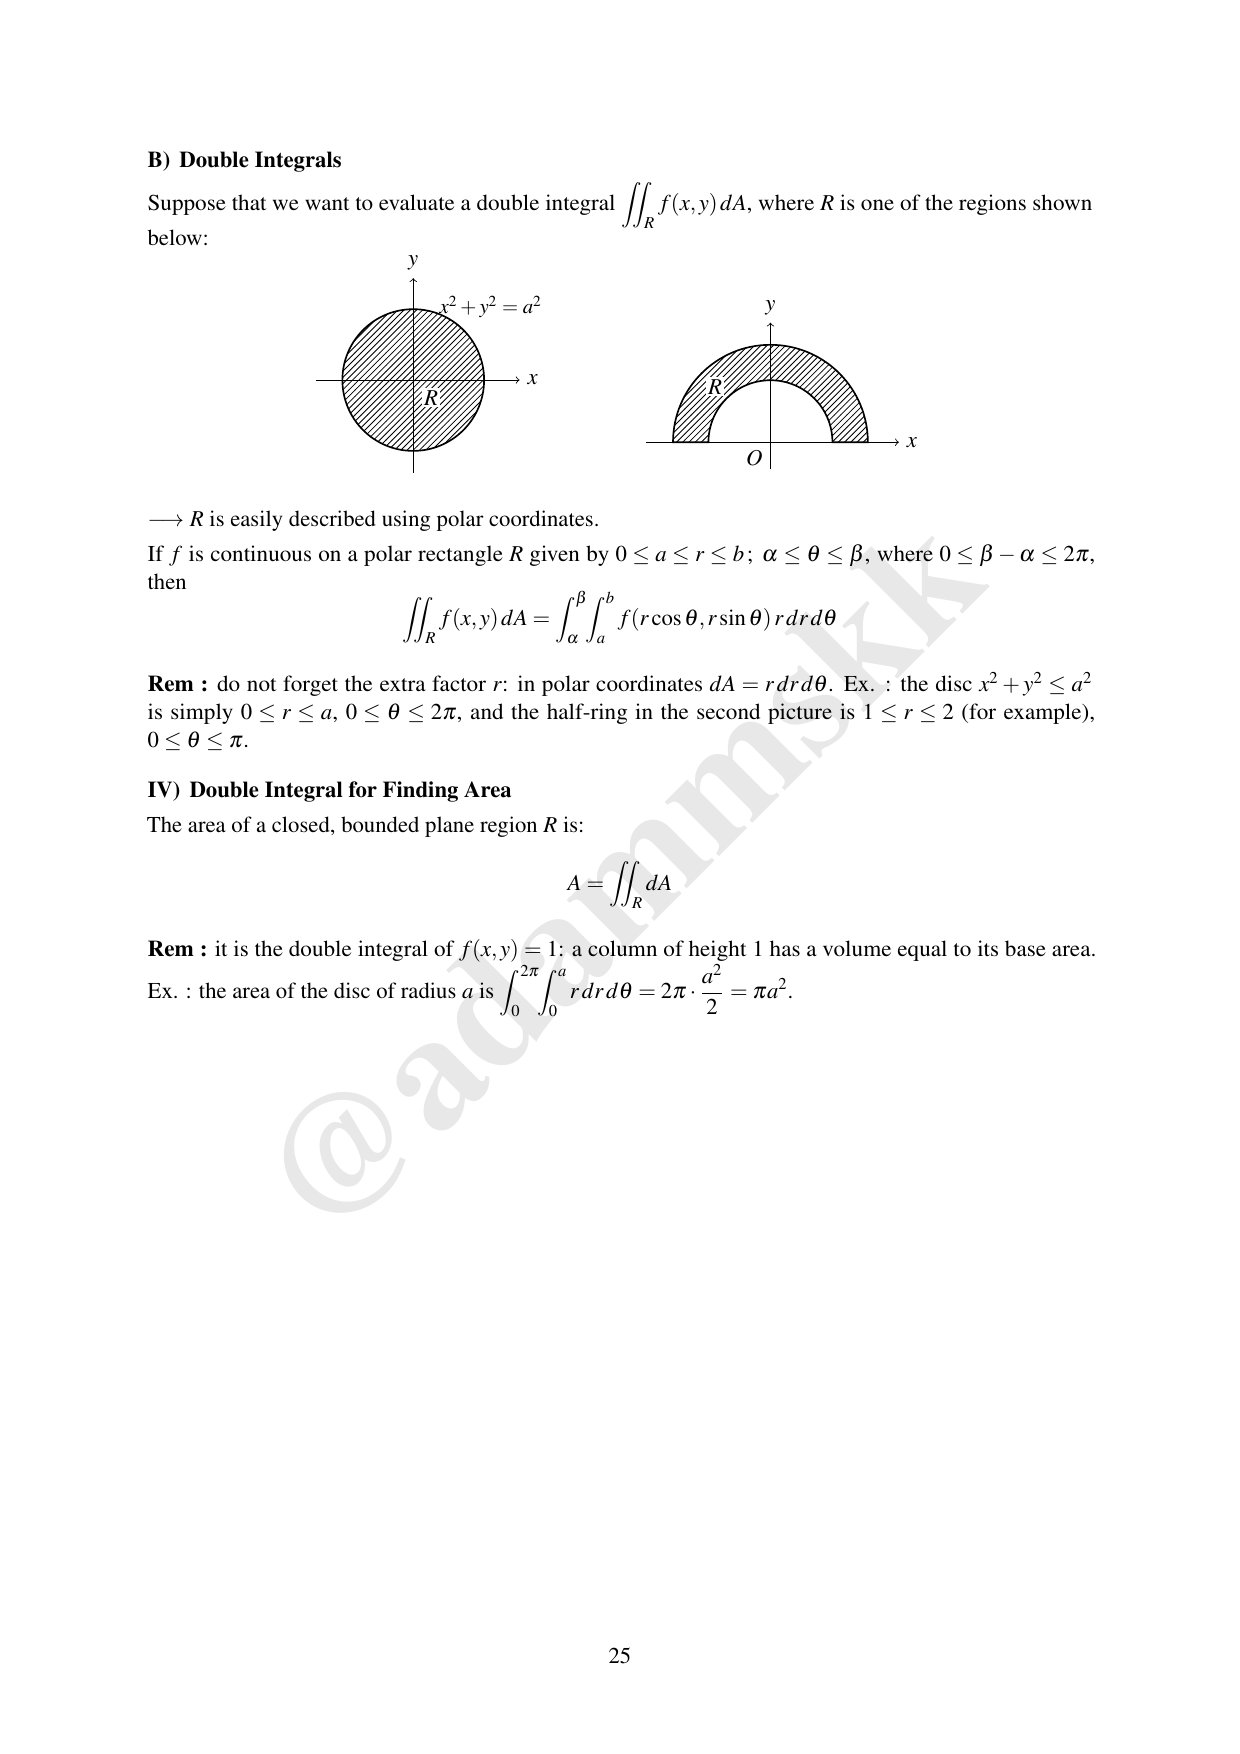 B) Double Integrals
Suppose that we want to evaluate a double integral ∬_R f(x,y) dA, where R is one of the regions shown
below:
y
x² + y² = a²
x
R
y
R
x
O
⟶ R is easily described using polar coordinates.
If f is continuous on a polar rectangle R given by 0 ≤ a ≤ r ≤ b; α ≤ θ ≤ β, where 0 ≤ β − α ≤ 2π,
then
∬_R f(x,y) dA = ∫_α^β ∫_a^b f(r cos θ, r sin θ) r dr dθ
Rem : do not forget the extra factor r: in polar coordinates dA = r dr dθ. Ex. : the disc x² + y² ≤ a²
is simply 0 ≤ r ≤ a, 0 ≤ θ ≤ 2π, and the half-ring in the second picture is 1 ≤ r ≤ 2 (for example),
0 ≤ θ ≤ π.
IV) Double Integral for Finding Area
The area of a closed, bounded plane region R is:
A = ∬_R dA
Rem : it is the double integral of f(x,y) = 1: a column of height 1 has a volume equal to its base area.
Ex. : the area of the disc of radius a is ∫_0^{2π} ∫_0^a r dr dθ = 2π · a²/2 = πa².
@adammskk
25